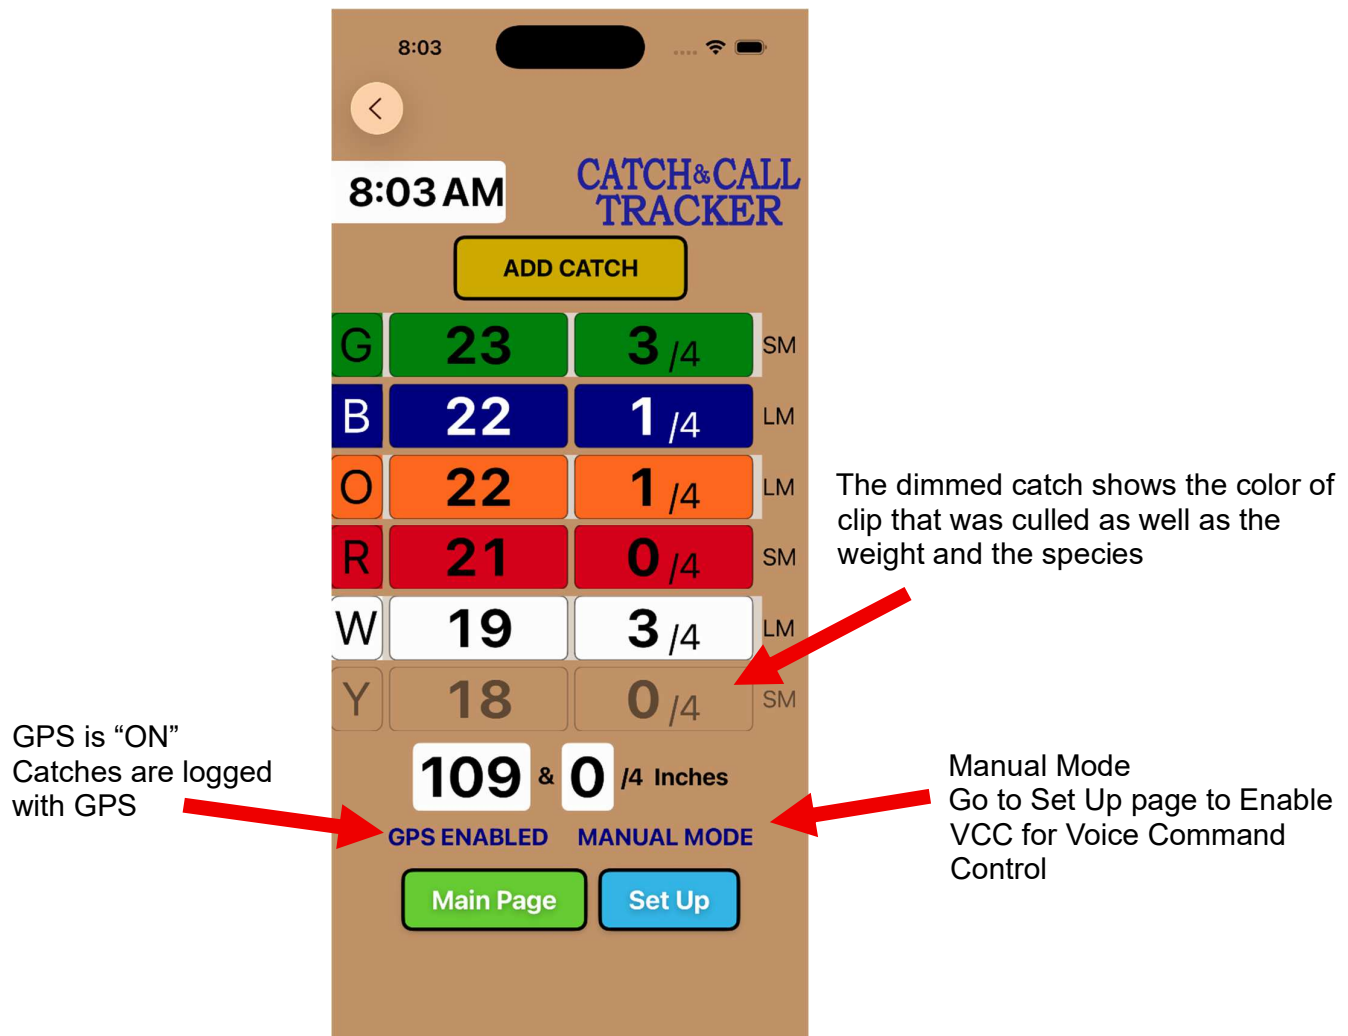 8:03
8:03 AM
CATCH&CALL
TRACKER
ADD CATCH
G 23 3 /4 SM
B 22 1 /4 LM
O 22 1 /4 LM
R 21 0 /4 SM
W 19 3 /4 LM
Y 18 0 /4 SM
109 & 0 /4 Inches
GPS ENABLED MANUAL MODE
Main Page Set Up
The dimmed catch shows the color of
clip that was culled as well as the
weight and the species
GPS is “ON”
Catches are logged
with GPS
Manual Mode
Go to Set Up page to Enable
VCC for Voice Command
Control